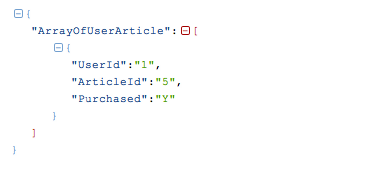 {
"ArrayOfUserArticle":[
{
"UserId":"1",
"ArticleId":"5",
"Purchased":"Y"
}
]
}